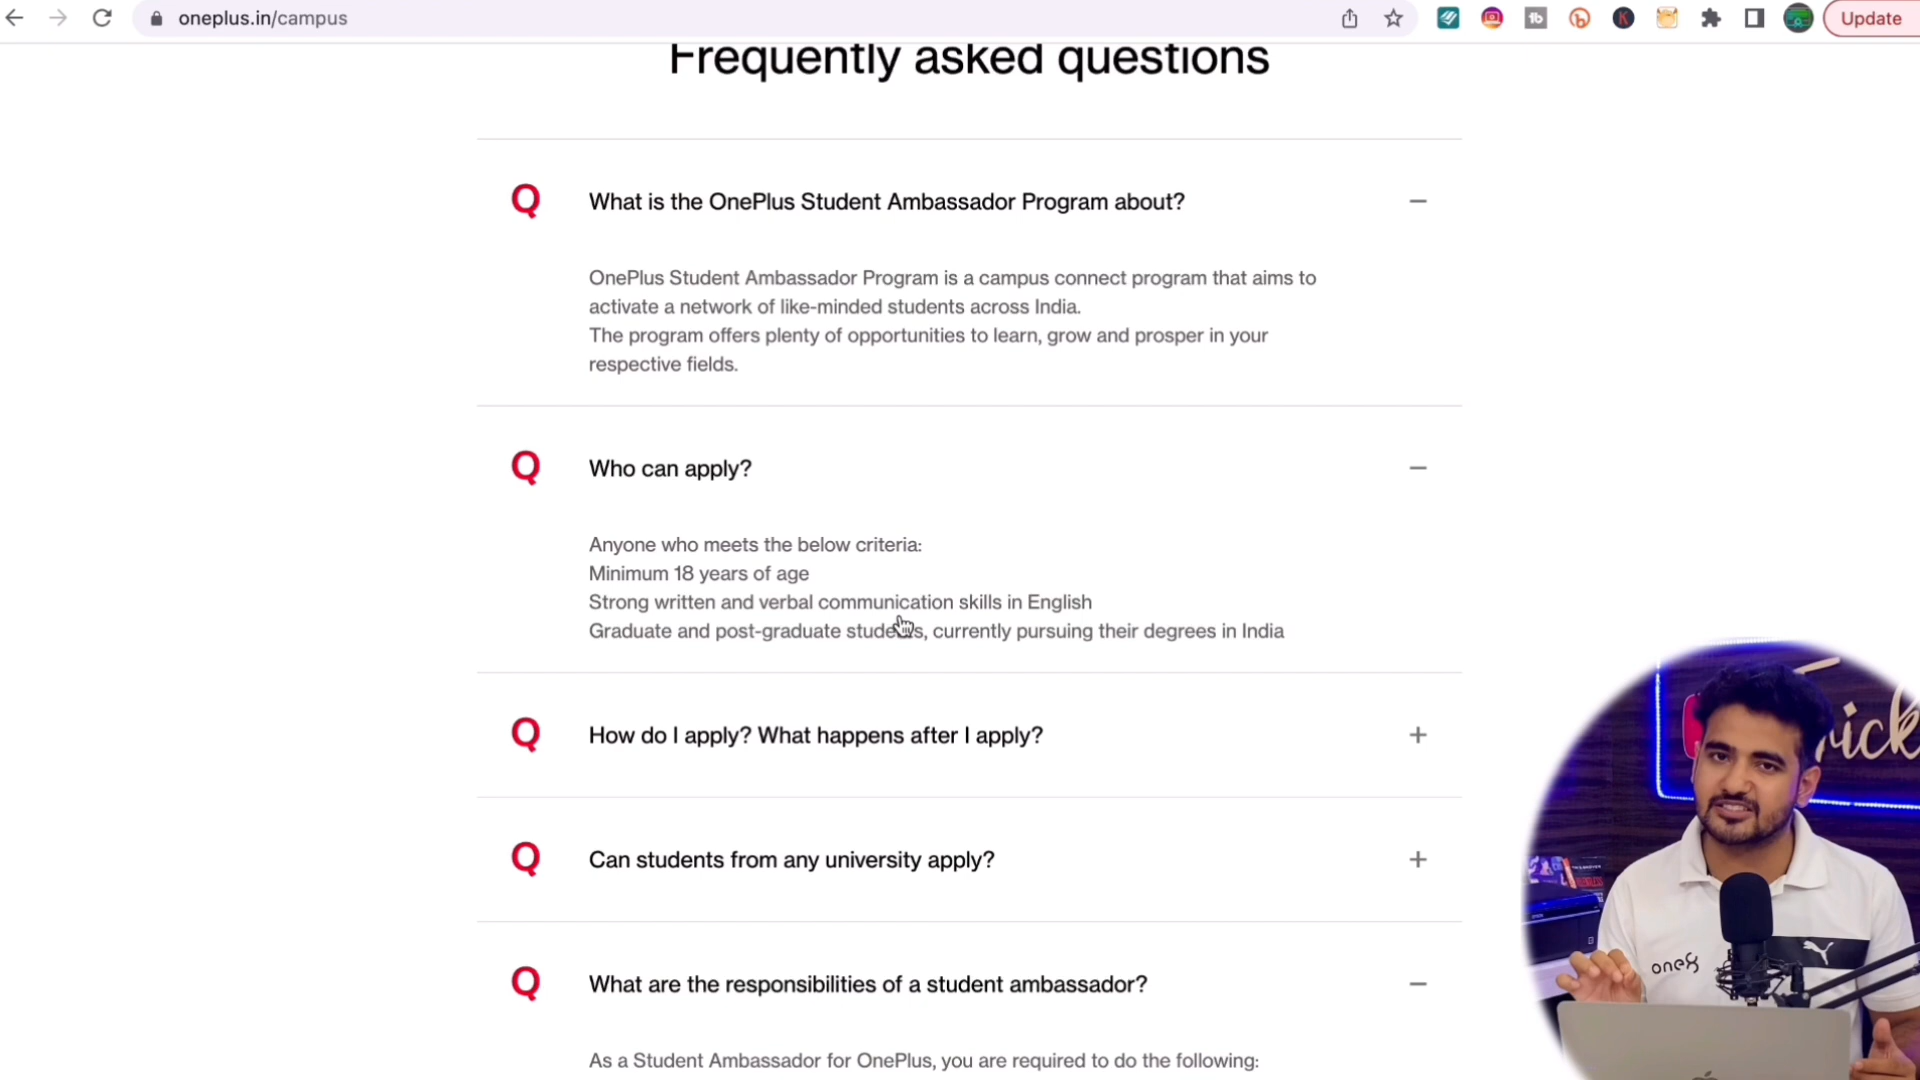 oneplus.in/campus
Update
Frequently asked questions
Q What is the OnePlus Student Ambassador Program about? −
OnePlus Student Ambassador Program is a campus connect program that aims to
activate a network of like-minded students across India.
The program offers plenty of opportunities to learn, grow and prosper in your
respective fields.
Q Who can apply? −
Anyone who meets the below criteria:
Minimum 18 years of age
Strong written and verbal communication skills in English
Graduate and post-graduate students, currently pursuing their degrees in India
Q How do I apply? What happens after I apply? +
Q Can students from any university apply? +
Q What are the responsibilities of a student ambassador? −
As a Student Ambassador for OnePlus, you are required to do the following:
one8